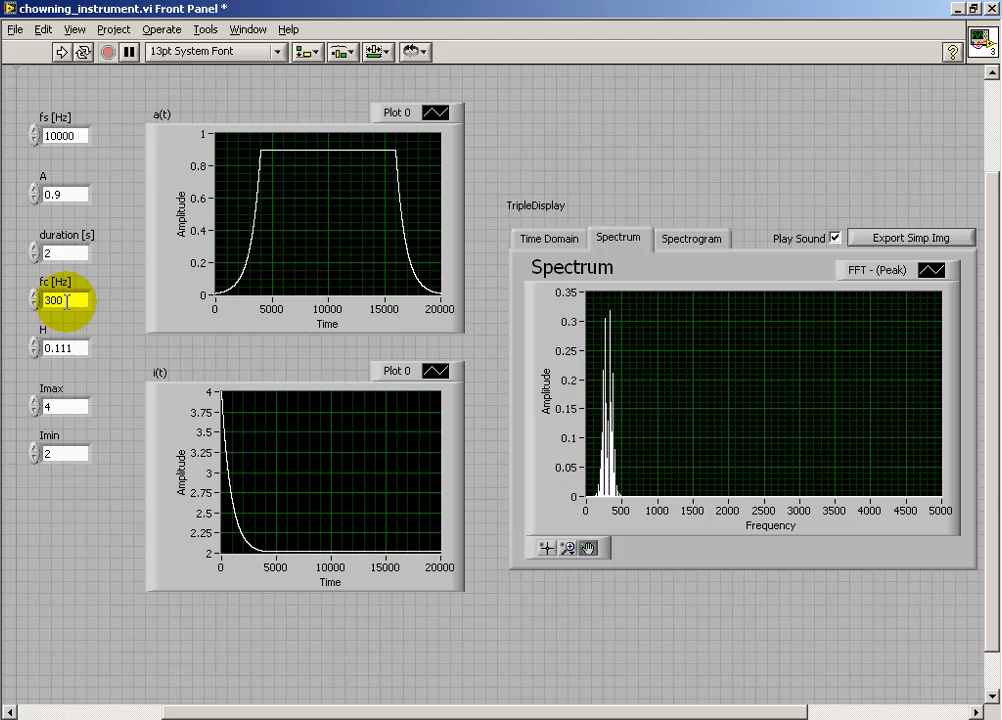 chowning_instrument.vi Front Panel *
File Edit View Project Operate Tools Window Help
13pt System Font
?
3
fs [Hz]
10000
A
0.9
duration [s]
2
fc [Hz]
300
H
0.111
Imax
4
Imin
2
a(t)
Plot 0
Amplitude
1
0.8
0.6
0.4
0.2
0
0 5000 10000 15000 20000
Time
i(t)
Plot 0
Amplitude
4
3.75
3.5
3.25
3
2.75
2.5
2.25
2
0 5000 10000 15000 20000
Time
TripleDisplay
Time Domain Spectrum Spectrogram Play Sound Export Simp Img
Spectrum
FFT - (Peak)
Amplitude
0.35
0.3
0.25
0.2
0.15
0.1
0.05
0
0 500 1000 1500 2000 2500 3000 3500 4000 4500 5000
Frequency